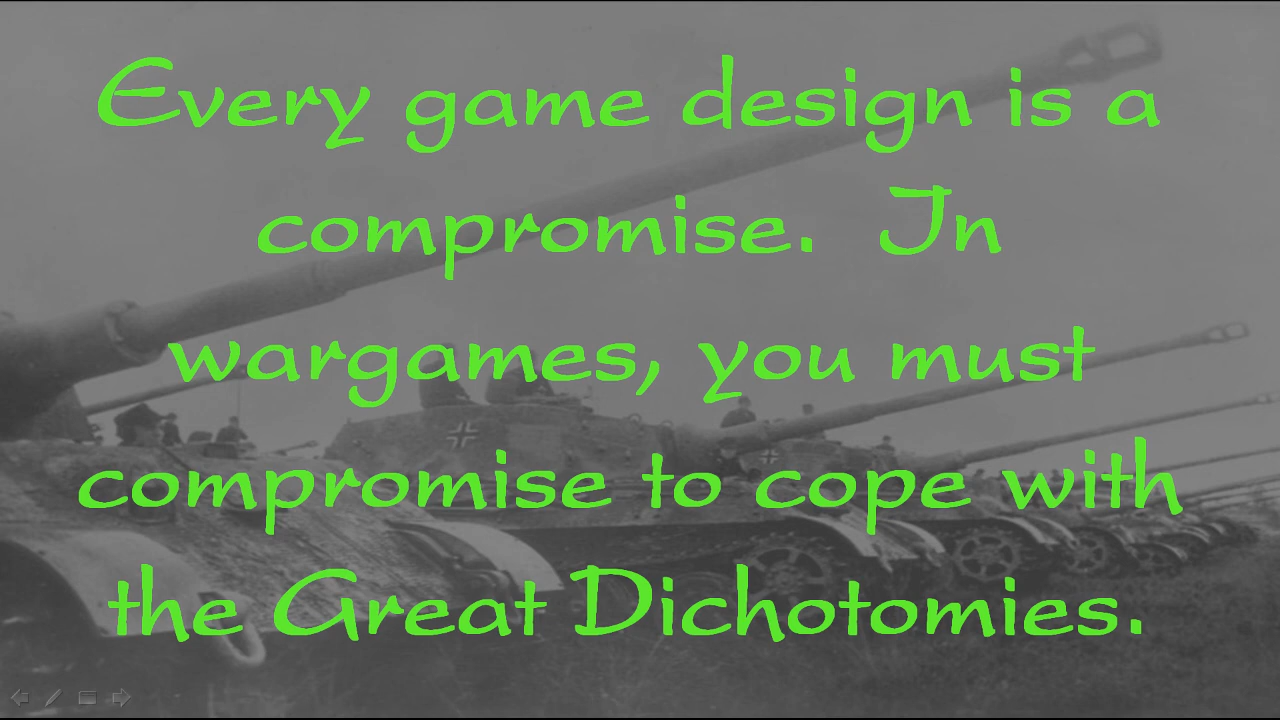 Every game design is a
compromise.  In
wargames, you must
compromise to cope with
the Great Dichotomies.